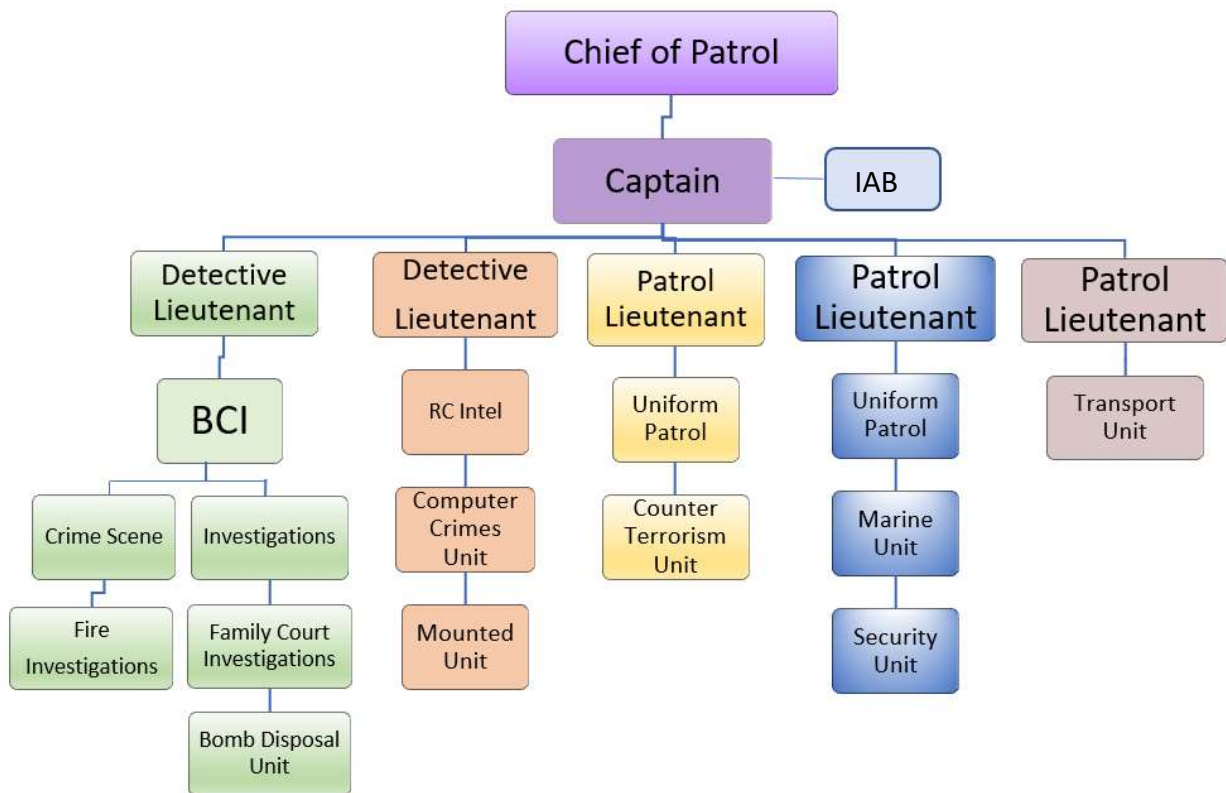 Chief of Patrol
Captain
IAB
Detective
Lieutenant
Detective
Lieutenant
Patrol
Lieutenant
Patrol
Lieutenant
Patrol
Lieutenant
BCI
RC Intel
Uniform
Patrol
Uniform
Patrol
Transport
Unit
Crime Scene
Investigations
Computer
Crimes
Unit
Counter
Terrorism
Unit
Marine
Unit
Fire
Investigations
Family Court
Investigations
Mounted
Unit
Security
Unit
Bomb Disposal
Unit